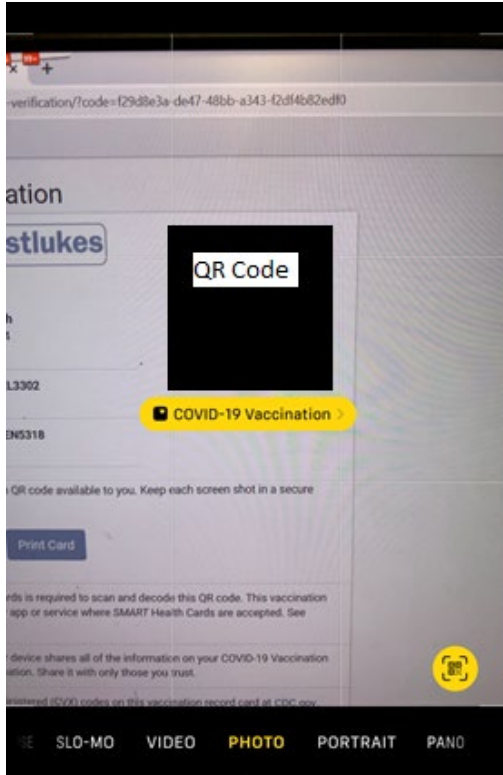 99+
× +
-verification/?code=f29d8e3a-de47-48bb-a343-f2df4b82edf0
ation
stlukes
QR Code
h
L3302
COVID-19 Vaccination >
EN5318
QR code available to you. Keep each screen shot in a secure
Print Card
rds is required to scan and decode this QR code. This vaccination
app or service where SMART Health Cards are accepted. See
device shares all of the information on your COVID-19 Vaccination
ation. Share it with only those you trust.
(CVX) codes on this vaccination record card at CDC.gov.
SLO-MO VIDEO PHOTO PORTRAIT PANO